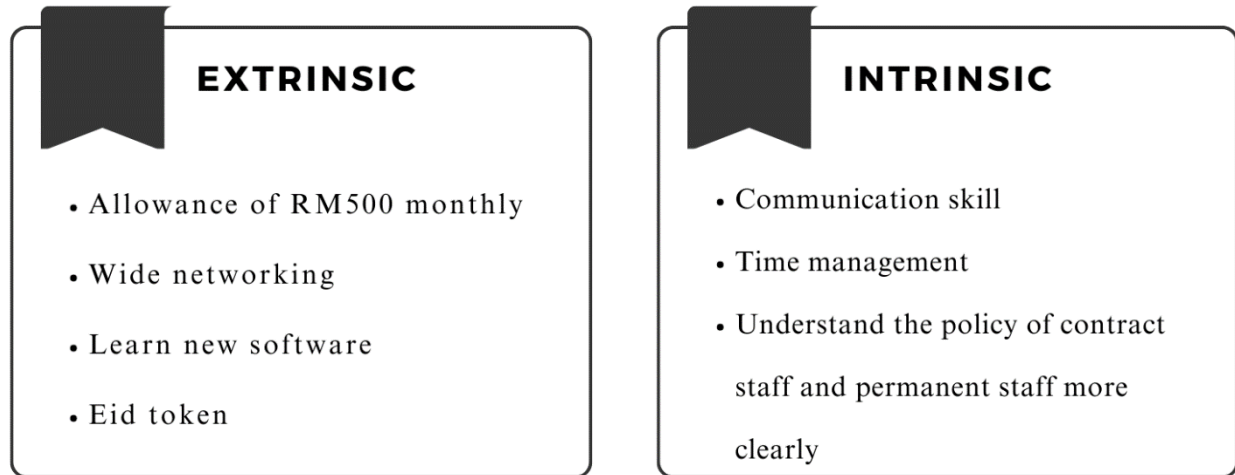 EXTRINSIC
• Allowance of RM500 monthly
• Wide networking
• Learn new software
• Eid token
INTRINSIC
• Communication skill
• Time management
• Understand the policy of contract
staff and permanent staff more
clearly